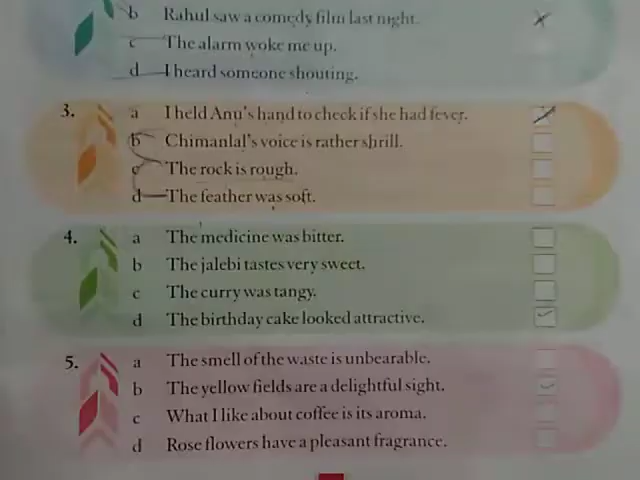 b Rahul saw a comedy film last night.
c The alarm woke me up.
d I heard someone shouting.
3. a I held Anu's hand to check if she had fever.
b Chimanlal's voice is rather shrill.
c The rock is rough.
d The feather was soft.
4. a The medicine was bitter.
b The jalebi tastes very sweet.
c The curry was tangy.
d The birthday cake looked attractive.
5. a The smell of the waste is unbearable.
b The yellow fields are a delightful sight.
c What I like about coffee is its aroma.
d Rose flowers have a pleasant fragrance.